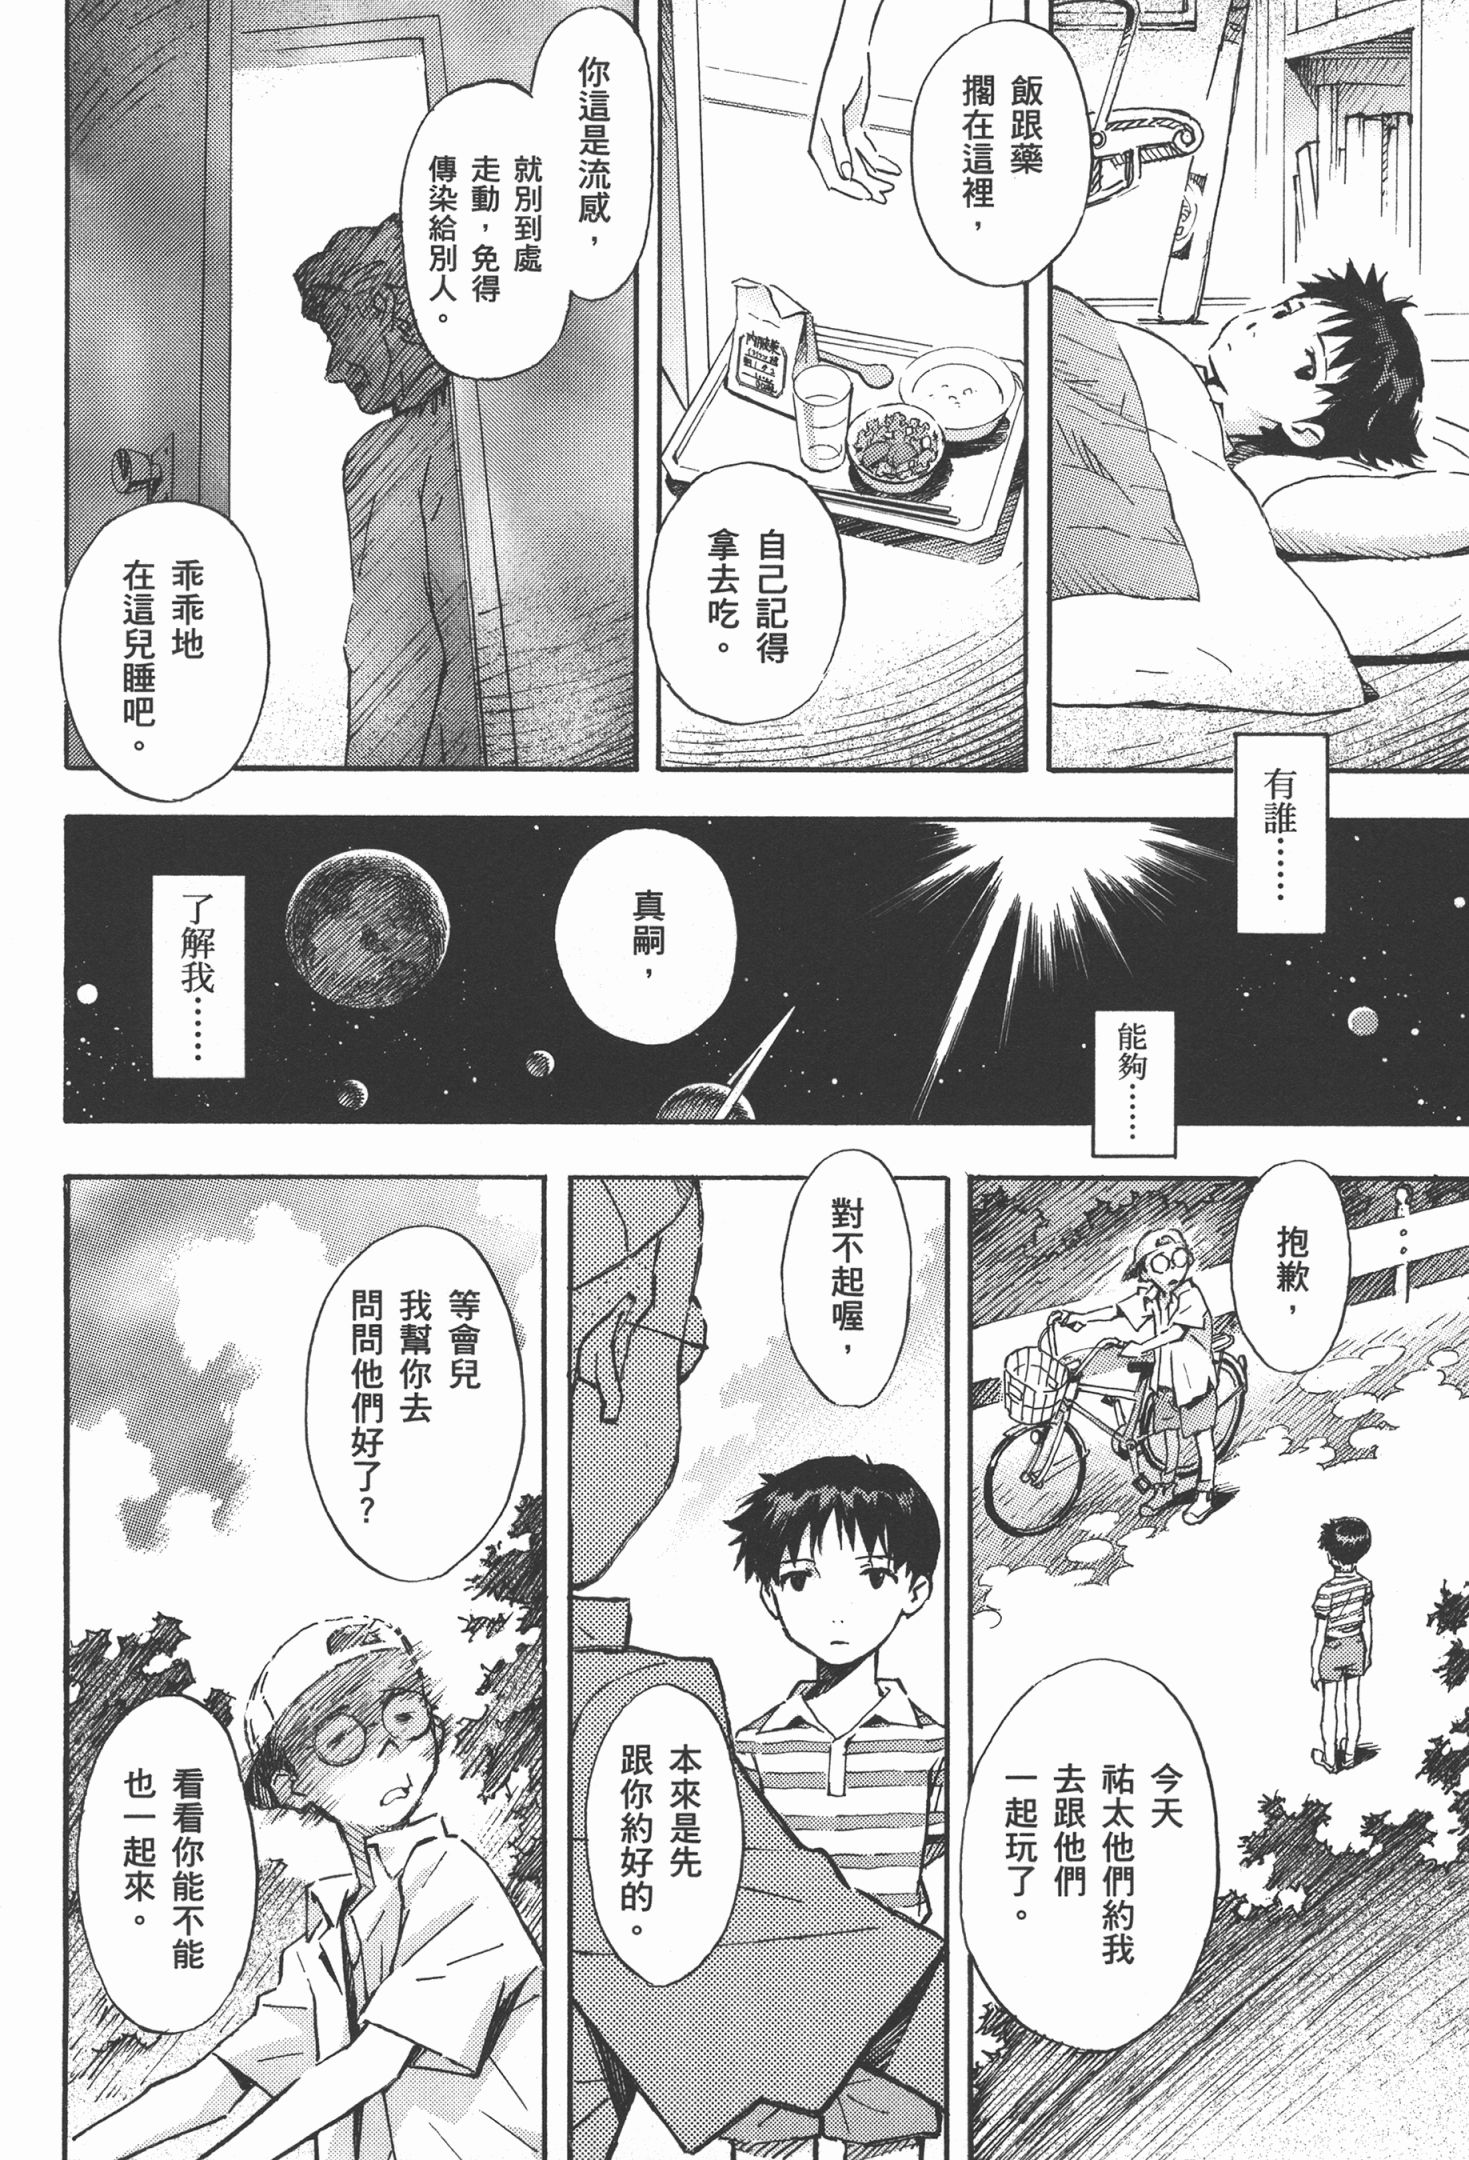 飯跟藥
擱在這裡，
自己記得
拿去吃。
你這是流感，
就別到處
走動，免得
傳染給別人。
乖乖地
在這兒睡吧。
內服藥
有誰……
能夠……
真嗣，
了解我……
抱歉，
今天
祐太他們約我
去跟他們
一起玩了。
對不起喔，
本來是先
跟你約好的。
等會兒
我幫你去
問問他們好了？
看看你能不能
也一起來。